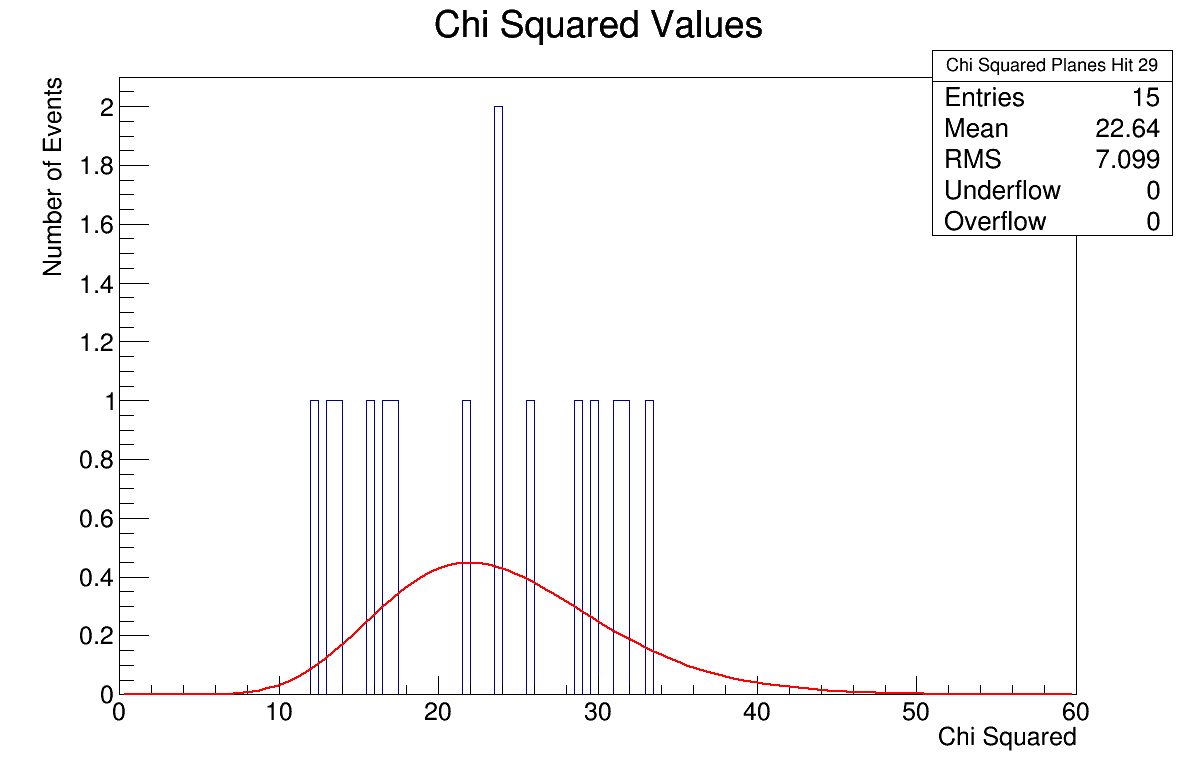 Chi Squared Values
Chi Squared Planes Hit 29
Entries 15
Mean 22.64
RMS 7.099
Underflow 0
Overflow 0
Number of Events
2
1.8
1.6
1.4
1.2
1
0.8
0.6
0.4
0.2
0
0 10 20 30 40 50 60
Chi Squared